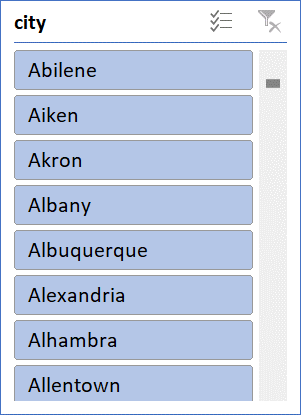 city
Abilene
Aiken
Akron
Albany
Albuquerque
Alexandria
Alhambra
Allentown